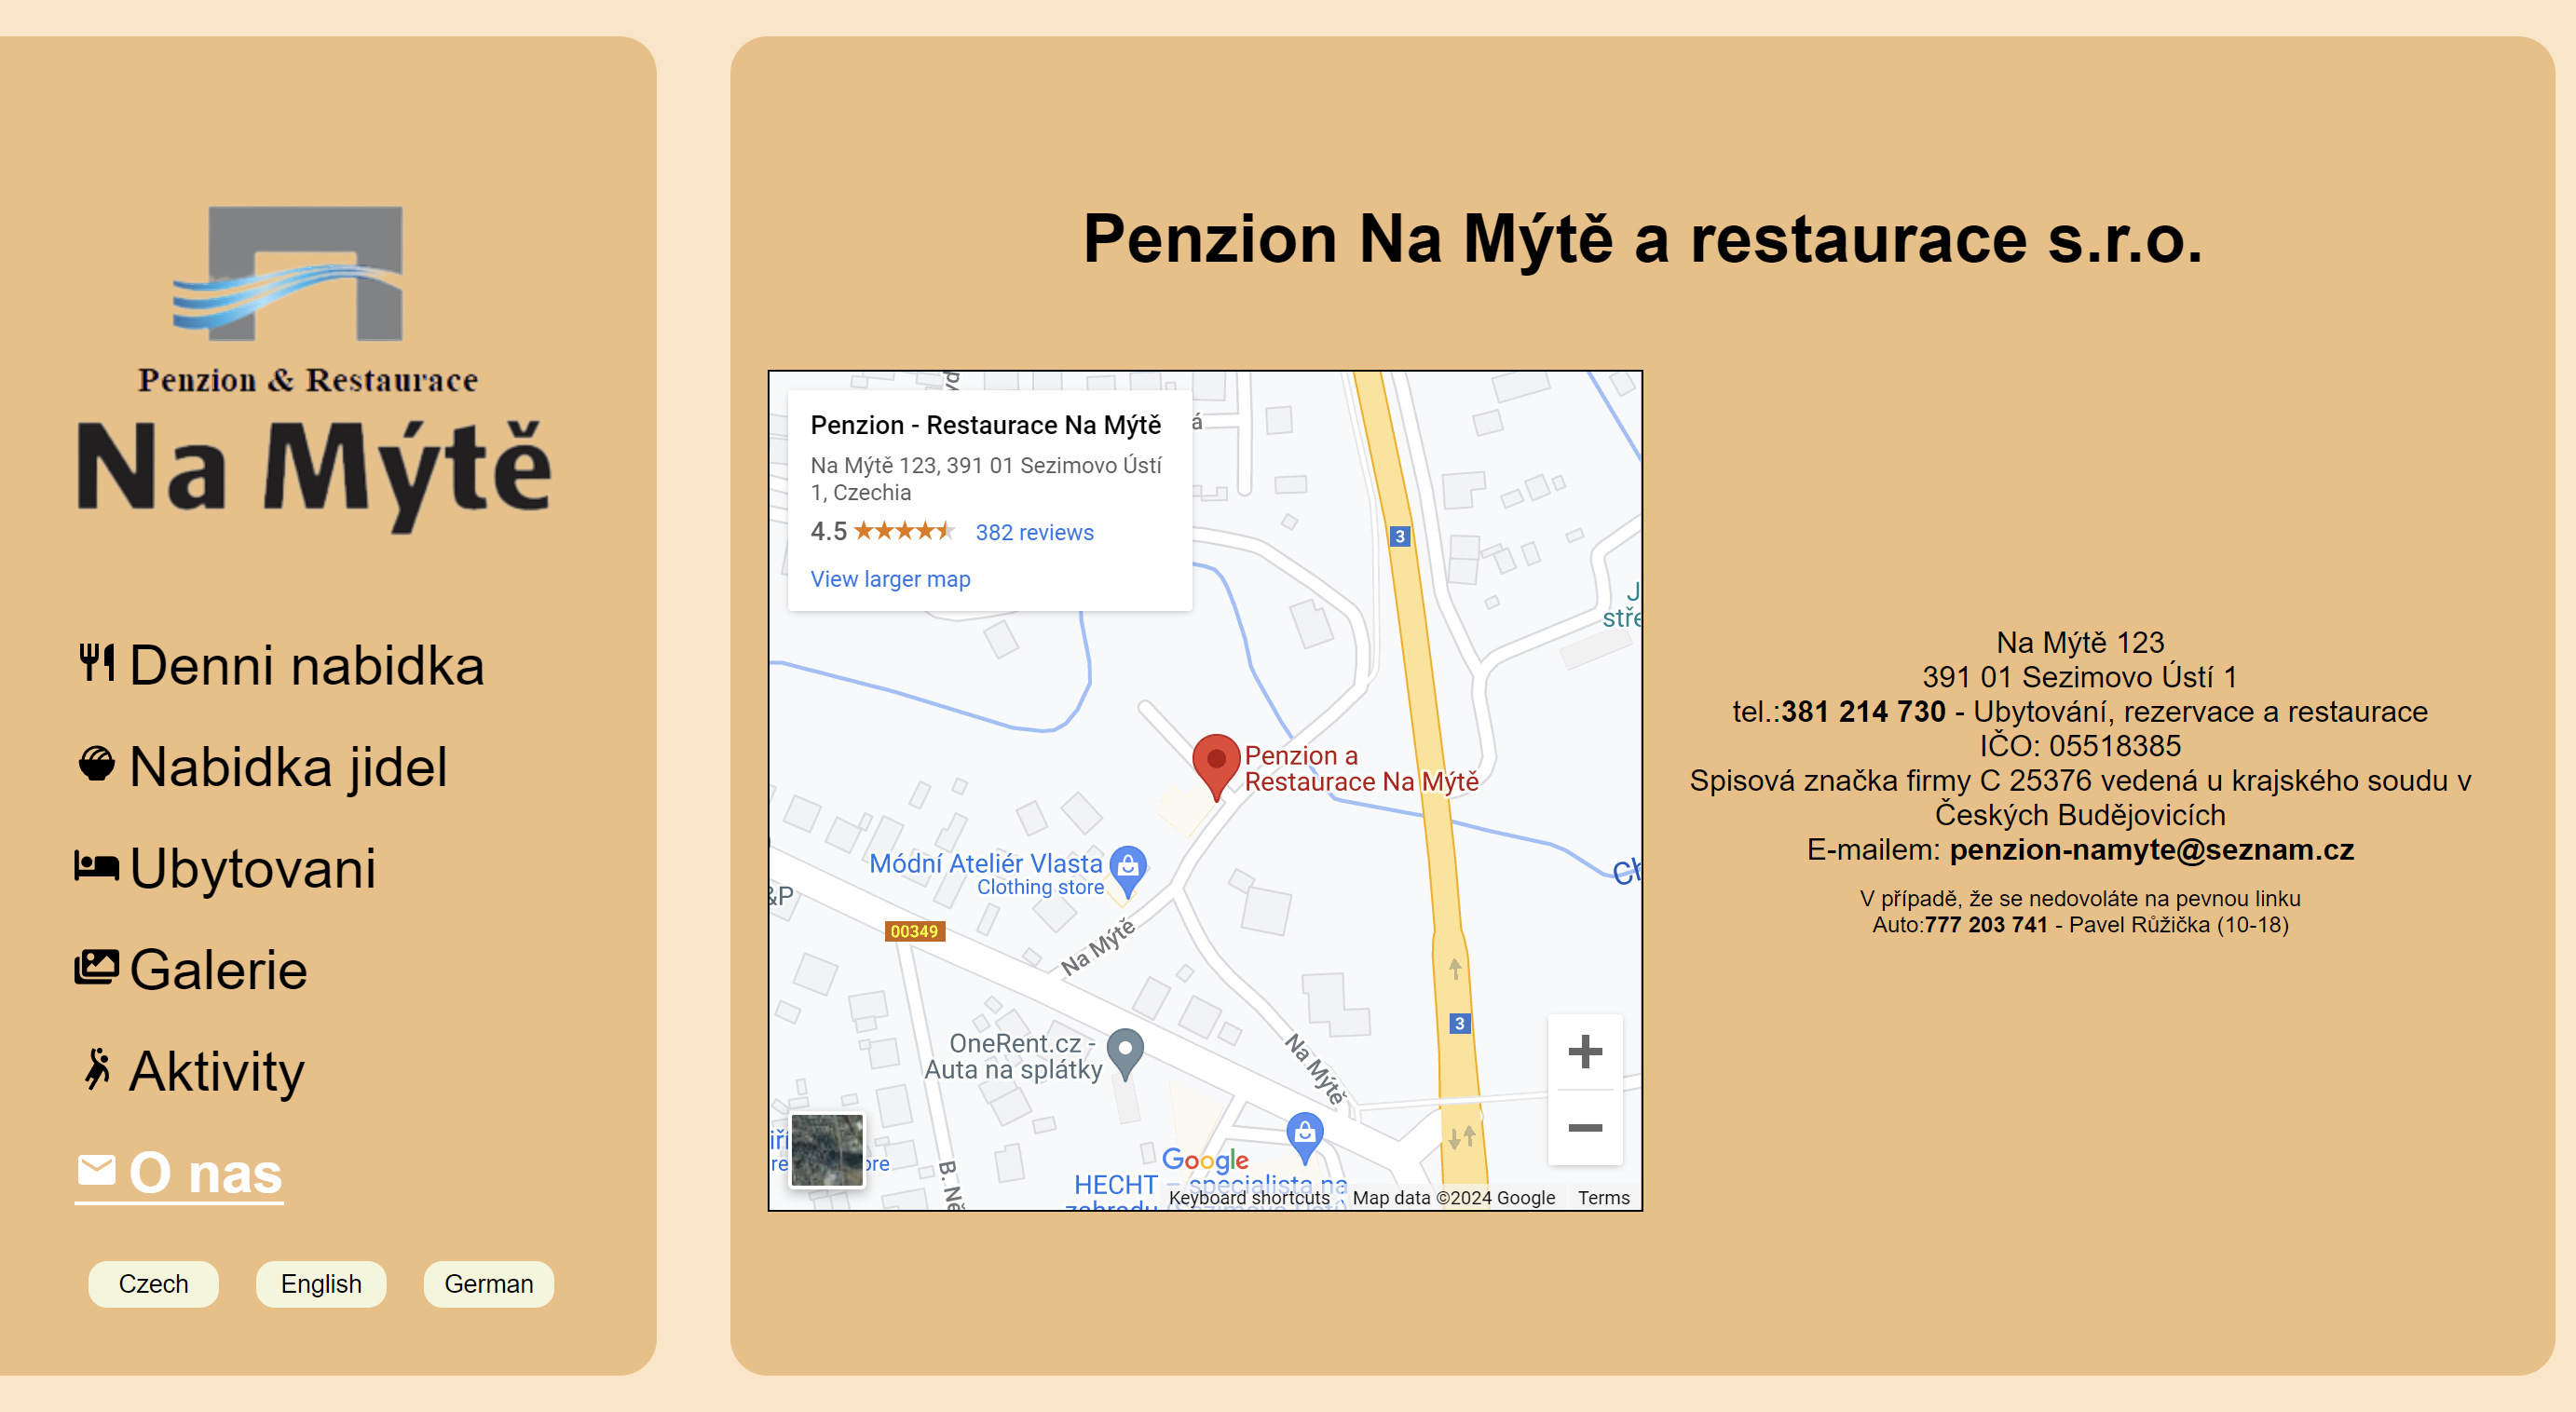 Penzion & Restaurace
Na Mýtě
Denni nabidka
Nabidka jidel
Ubytovani
Galerie
Aktivity
O nas
Czech
English
German
Penzion Na Mýtě a restaurace s.r.o.
Penzion - Restaurace Na Mýtě
Na Mýtě 123, 391 01 Sezimovo Ústí
1, Czechia
4.5
382 reviews
View larger map
3
Penzion a
Restaurace Na Mýtě
Módní Ateliér Vlasta
Clothing store
&P
00349
Na Mýtě
3
OneRent.cz -
Auta na splátky
Na Mýtě
Google
HECHT – specialista na
zahradu (Sezimovo Ústí)
Keyboard shortcuts
Map data ©2024 Google
Terms
Na Mýtě 123
391 01 Sezimovo Ústí 1
tel.:381 214 730 - Ubytování, rezervace a restaurace
IČO: 05518385
Spisová značka firmy C 25376 vedená u krajského soudu v
Českých Budějovicích
E-mailem: penzion-namyte@seznam.cz
V případě, že se nedovoláte na pevnou linku
Auto:777 203 741 - Pavel Růžička (10-18)